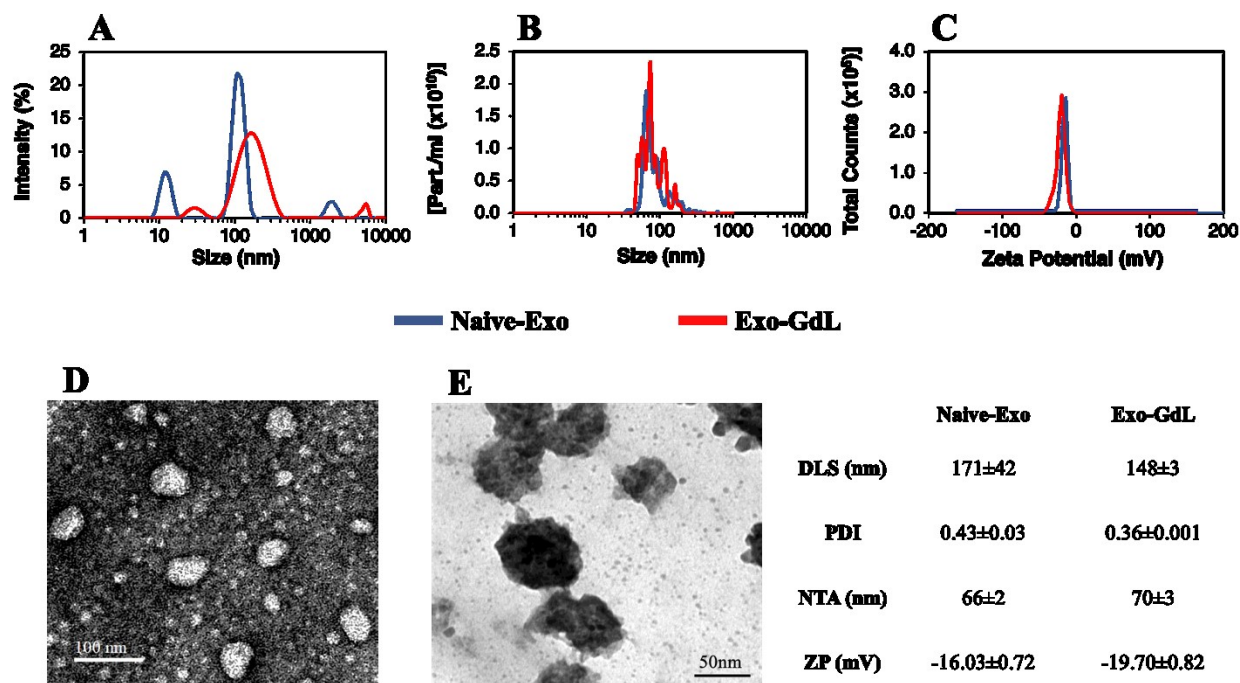 A
B
C
25
20
15
10
5
0
Intensity (%)
1 10 100 1000 10000
Size (nm)
2.5
2.0
1.5
1.0
0.5
0.0
[Part./ml (x10¹⁰)]
1 10 100 1000 10000
Size (nm)
4.0
3.0
2.0
1.0
0.0
Total Counts (x10⁵)
-200 -100 0 100 200
Zeta Potential (mV)
Naive-Exo Exo-GdL
D
E
100 nm
50nm
Naive-Exo Exo-GdL
DLS (nm) 171±42 148±3
PDI 0.43±0.03 0.36±0.001
NTA (nm) 66±2 70±3
ZP (mV) -16.03±0.72 -19.70±0.82